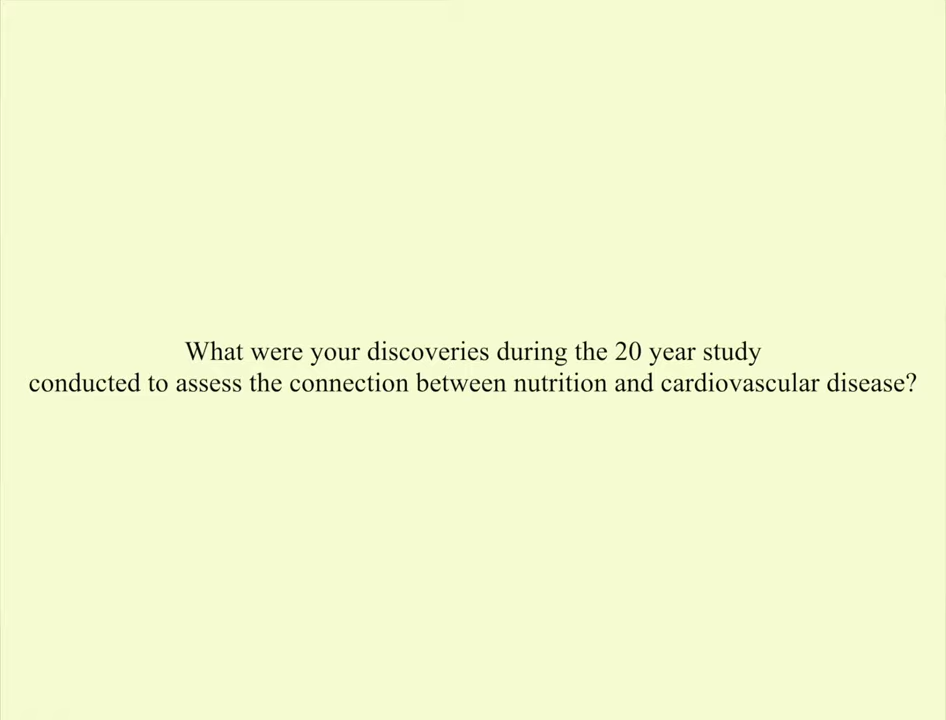 What were your discoveries during the 20 year study
conducted to assess the connection between nutrition and cardiovascular disease?